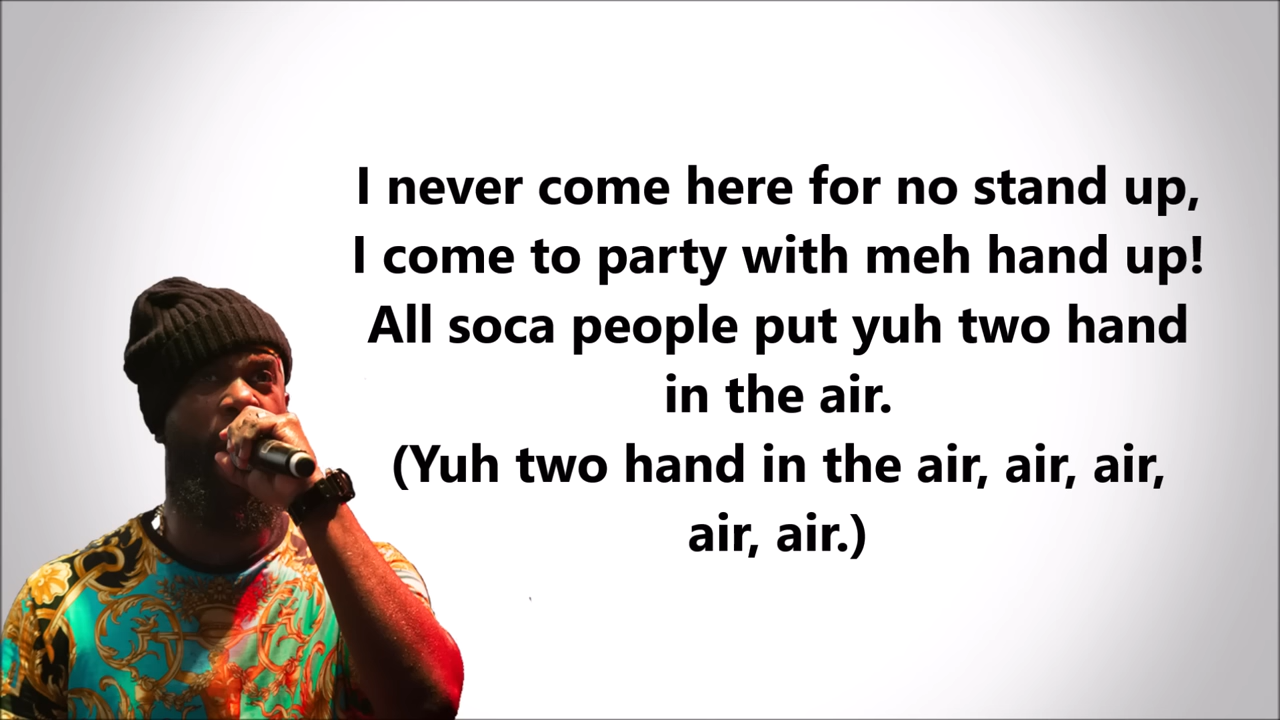 I never come here for no stand up,
I come to party with meh hand up!
All soca people put yuh two hand
in the air.
(Yuh two hand in the air, air, air,
air, air.)